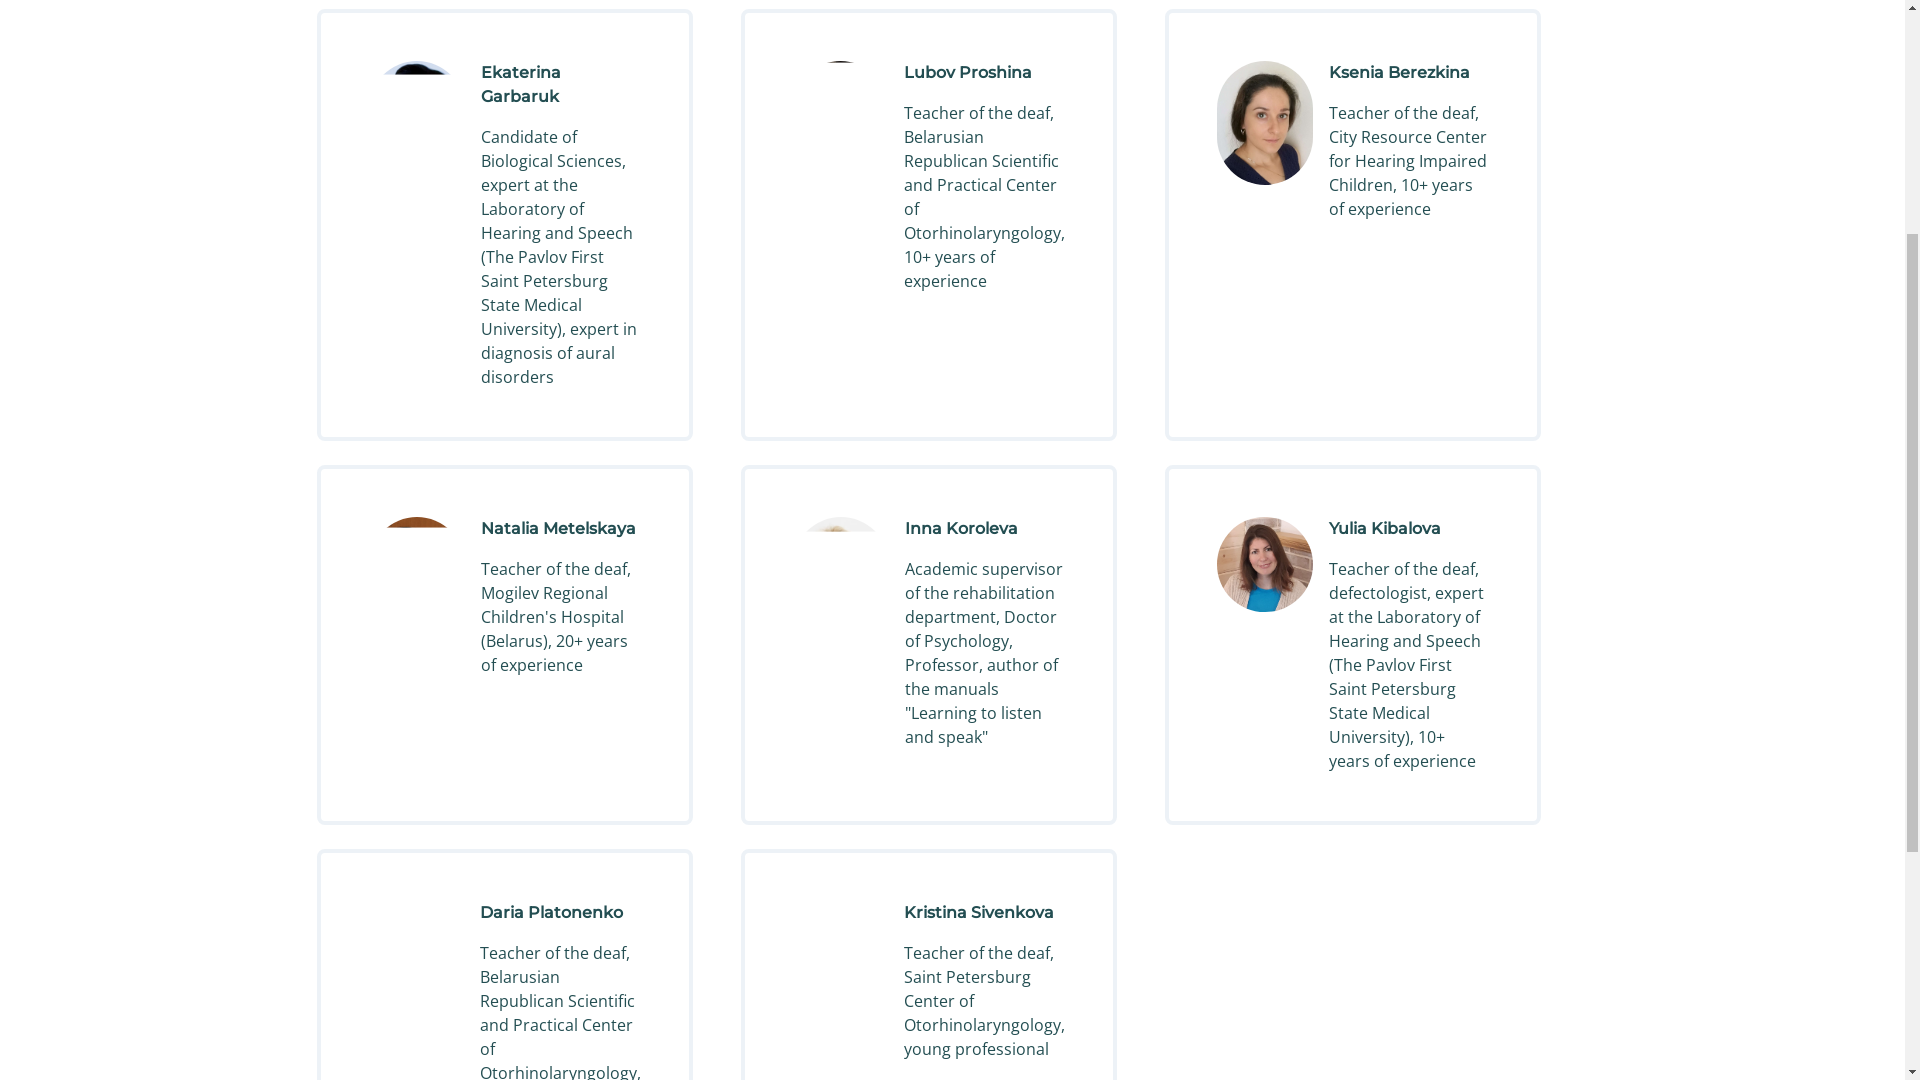 Ekaterina
Garbaruk
Candidate of
Biological Sciences,
expert at the
Laboratory of
Hearing and Speech
(The Pavlov First
Saint Petersburg
State Medical
University), expert in
diagnosis of aural
disorders
Lubov Proshina
Teacher of the deaf,
Belarusian
Republican Scientific
and Practical Center
of
Otorhinolaryngology,
10+ years of
experience
Ksenia Berezkina
Teacher of the deaf,
City Resource Center
for Hearing Impaired
Children, 10+ years
of experience
Natalia Metelskaya
Teacher of the deaf,
Mogilev Regional
Children's Hospital
(Belarus), 20+ years
of experience
Inna Koroleva
Academic supervisor
of the rehabilitation
department, Doctor
of Psychology,
Professor, author of
the manuals
"Learning to listen
and speak"
Yulia Kibalova
Teacher of the deaf,
defectologist, expert
at the Laboratory of
Hearing and Speech
(The Pavlov First
Saint Petersburg
State Medical
University), 10+
years of experience
Daria Platonenko
Teacher of the deaf,
Belarusian
Republican Scientific
and Practical Center
of
Otorhinolaryngology,
Kristina Sivenkova
Teacher of the deaf,
Saint Petersburg
Center of
Otorhinolaryngology,
young professional